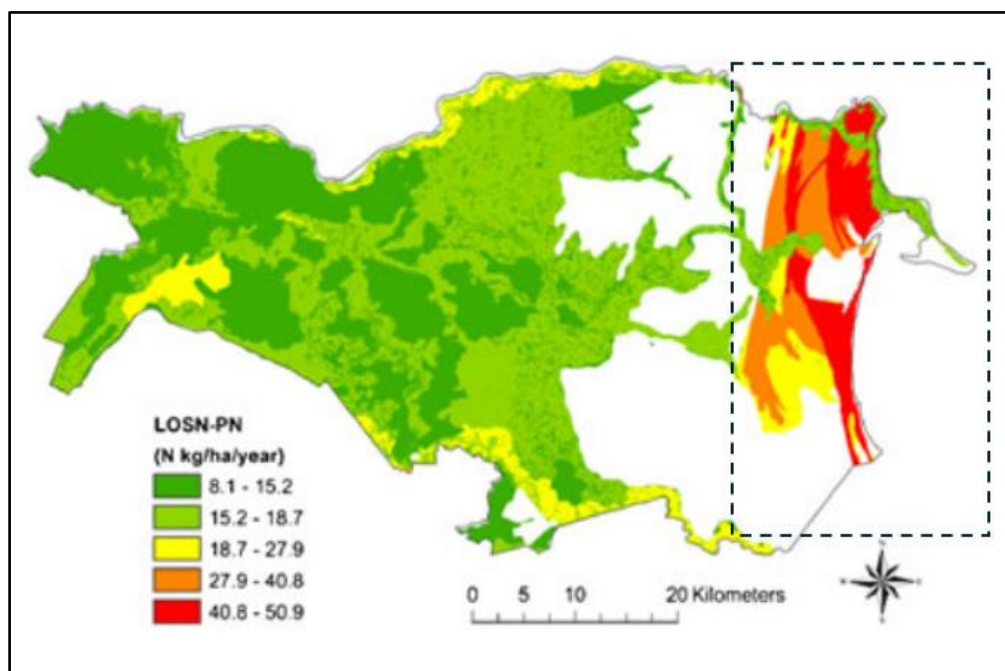 LOSN-PN
(N kg/ha/year)
8.1 - 15.2
15.2 - 18.7
18.7 - 27.9
27.9 - 40.8
40.8 - 50.9
0 5 10 20 Kilometers